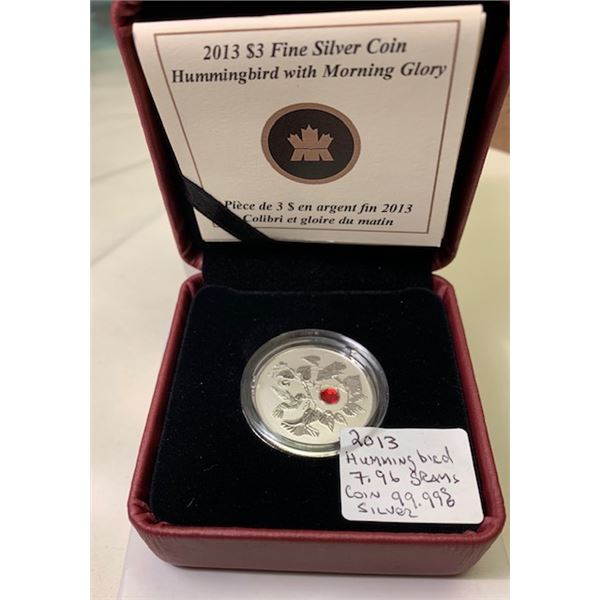 2013 $3 Fine Silver Coin
Hummingbird with Morning Glory
Pièce de 3 $ en argent fin 2013
Colibri et gloire du matin
2013
Hummingbird
7.96 grams
Coin 99.99%
Silver